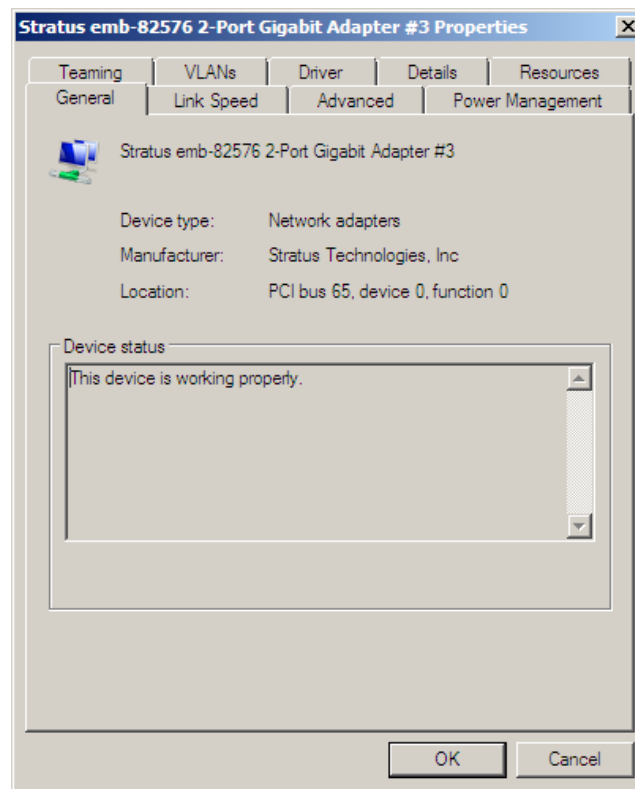 Stratus emb-82576 2-Port Gigabit Adapter #3 Properties
Teaming VLANs Driver Details Resources
General Link Speed Advanced Power Management
Stratus emb-82576 2-Port Gigabit Adapter #3
Device type: Network adapters
Manufacturer: Stratus Technologies, Inc
Location: PCI bus 65, device 0, function 0
Device status
This device is working properly.
OK Cancel